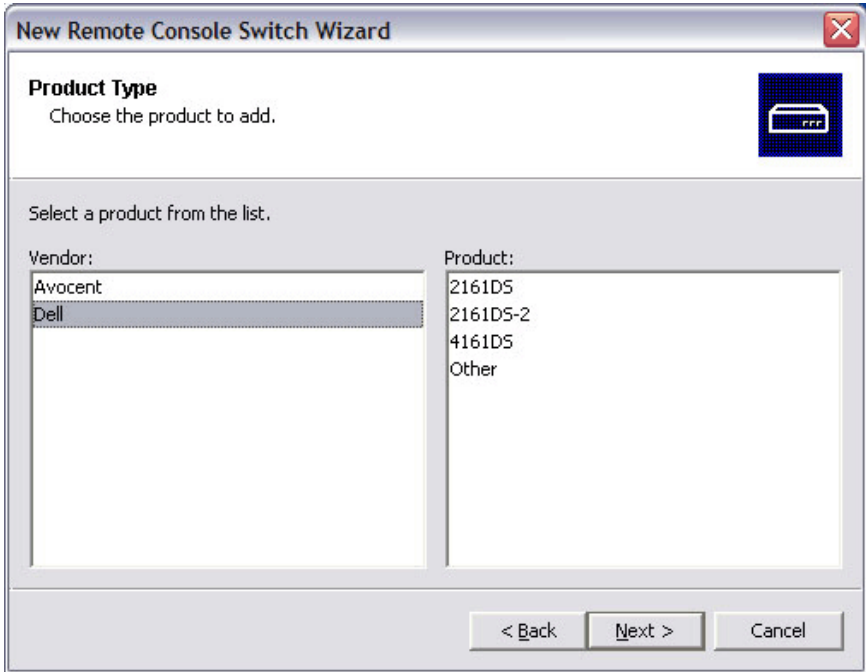 New Remote Console Switch Wizard
Product Type
Choose the product to add.
Select a product from the list.
Vendor:
Avocent
Dell
Product:
2161DS
2161DS-2
4161DS
Other
< Back
Next >
Cancel